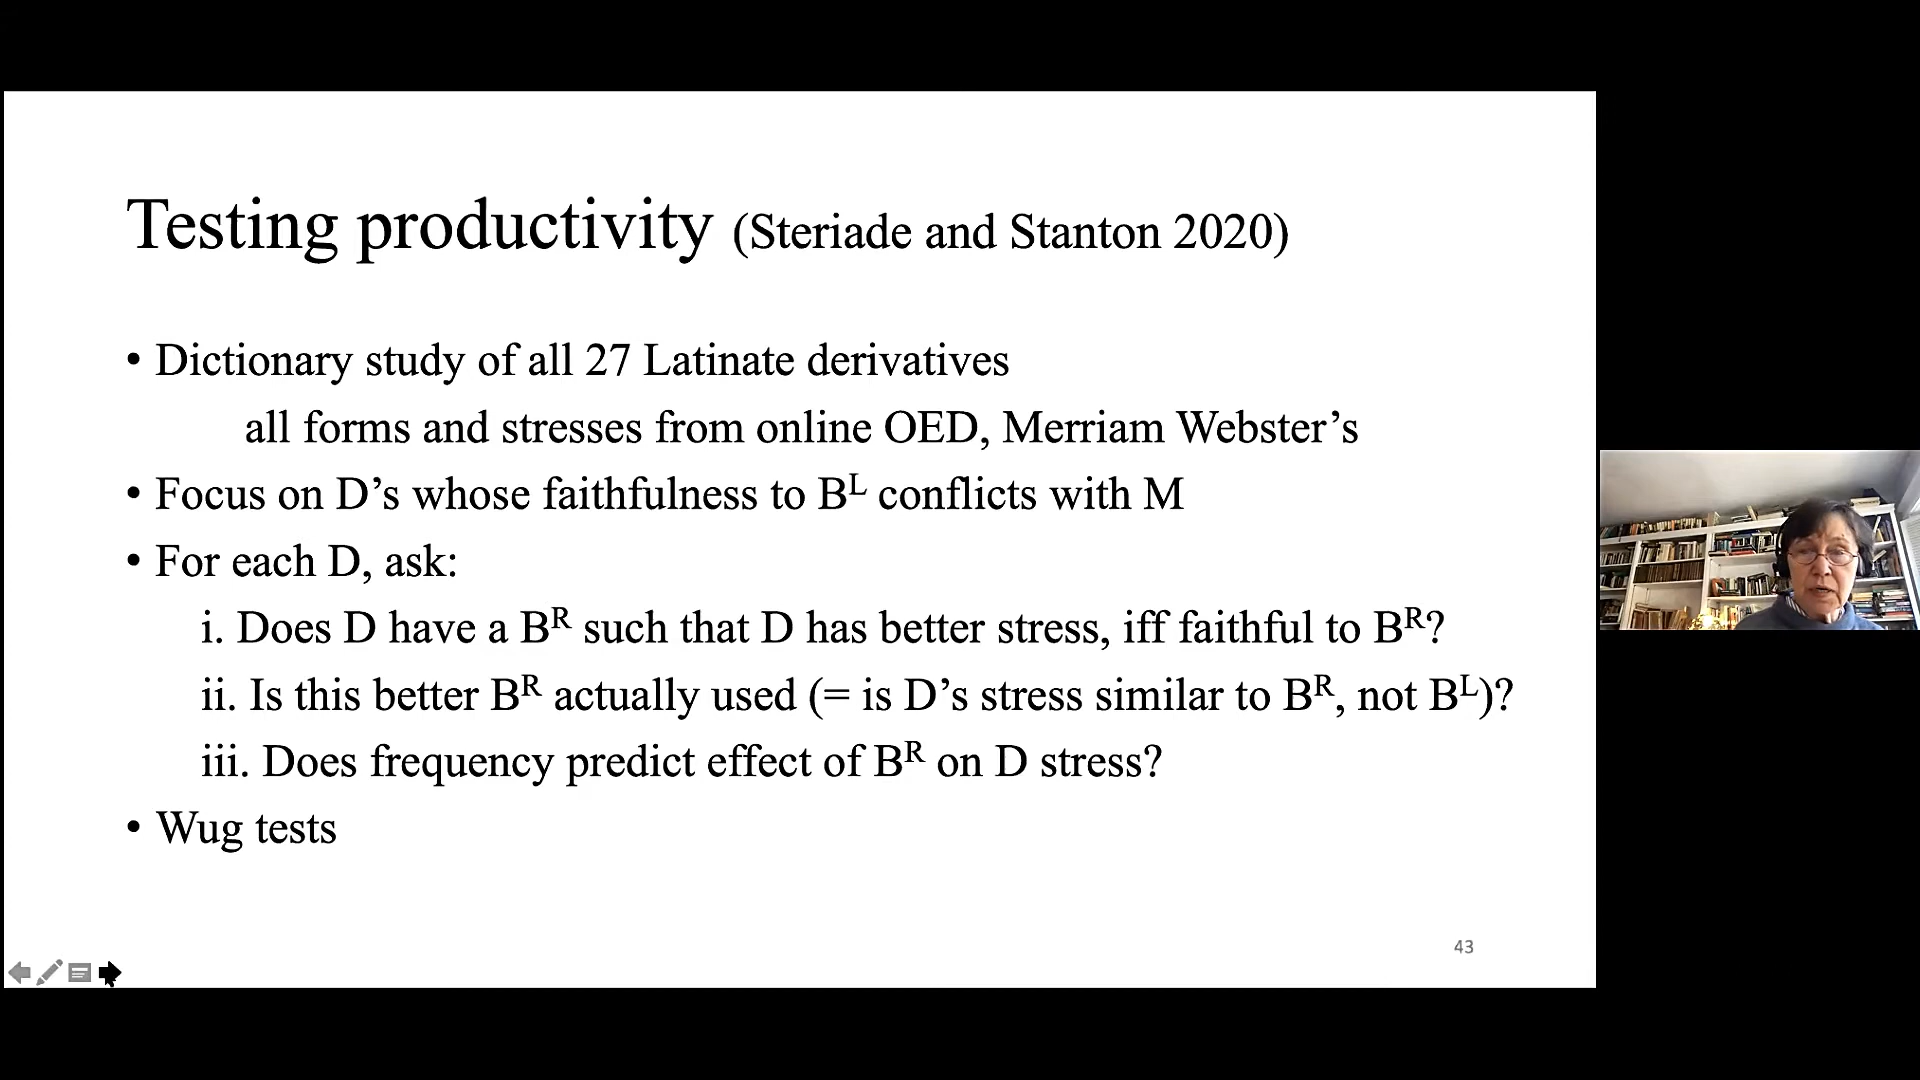 Testing productivity (Steriade and Stanton 2020)
• Dictionary study of all 27 Latinate derivatives
all forms and stresses from online OED, Merriam Webster’s
• Focus on D’s whose faithfulness to Bᴸ conflicts with M
• For each D, ask:
i. Does D have a Bᴿ such that D has better stress, iff faithful to Bᴿ?
ii. Is this better Bᴿ actually used (= is D’s stress similar to Bᴿ, not Bᴸ)?
iii. Does frequency predict effect of Bᴿ on D stress?
• Wug tests
43